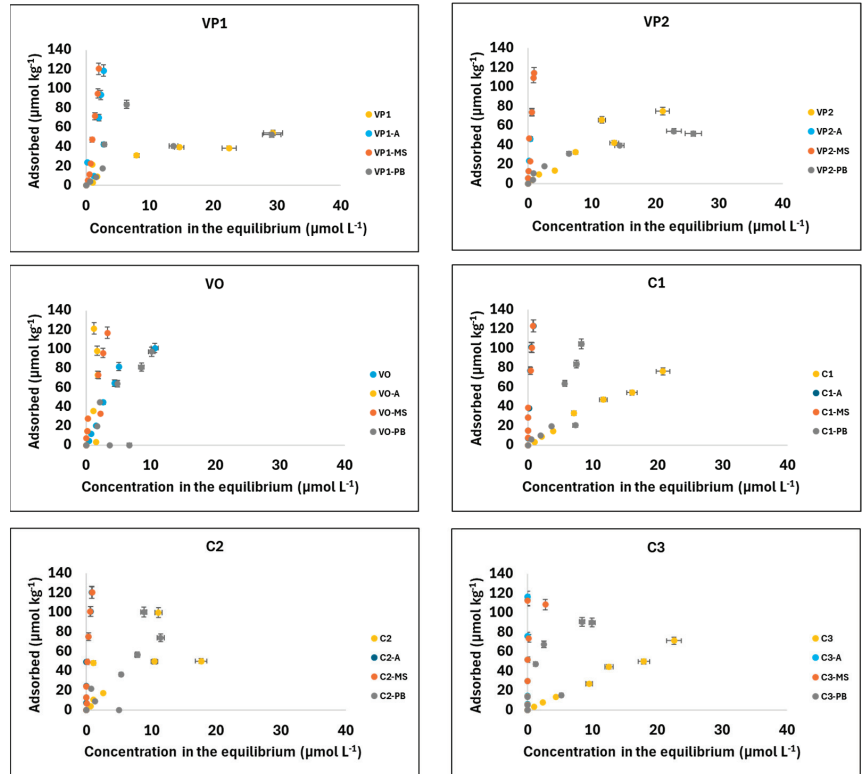 VP1
Adsorbed (µmol kg-1)
140
120
100
80
60
40
20
0
0
10
20
30
40
Concentration in the equilibrium (µmol L-1)
VP1
VP1-A
VP1-MS
VP1-PB
VP2
Adsorbed (µmol kg-1)
140
120
100
80
60
40
20
0
0
10
20
30
40
Concentration in the equilibrium (µmol L-1)
VP2
VP2-A
VP2-MS
VP2-PB
VO
Adsorbed (µmol kg-1)
140
120
100
80
60
40
20
0
0
10
20
30
40
Concentration in the equilibrium (µmol L-1)
VO
VO-A
VO-MS
VO-PB
C1
Adsorbed (µmol kg-1)
140
120
100
80
60
40
20
0
0
10
20
30
40
Concentration in the equilibrium (µmol L-1)
C1
C1-A
C1-MS
C1-PB
C2
Adsorbed (µmol kg-1)
140
120
100
80
60
40
20
0
0
10
20
30
40
Concentration in the equilibrium (µmol L-1)
C2
C2-A
C2-MS
C2-PB
C3
Adsorbed (µmol kg-1)
140
120
100
80
60
40
20
0
0
10
20
30
40
Concentration in the equilibrium (µmol L-1)
C3
C3-A
C3-MS
C3-PB